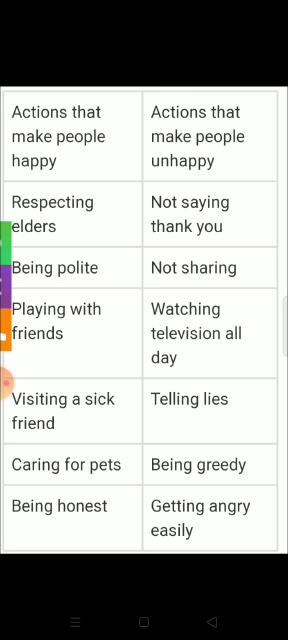 Actions that
make people
happy
Actions that
make people
unhappy
Respecting
elders
Not saying
thank you
Being polite
Not sharing
Playing with
friends
Watching
television all
day
Visiting a sick
friend
Telling lies
Caring for pets
Being greedy
Being honest
Getting angry
easily